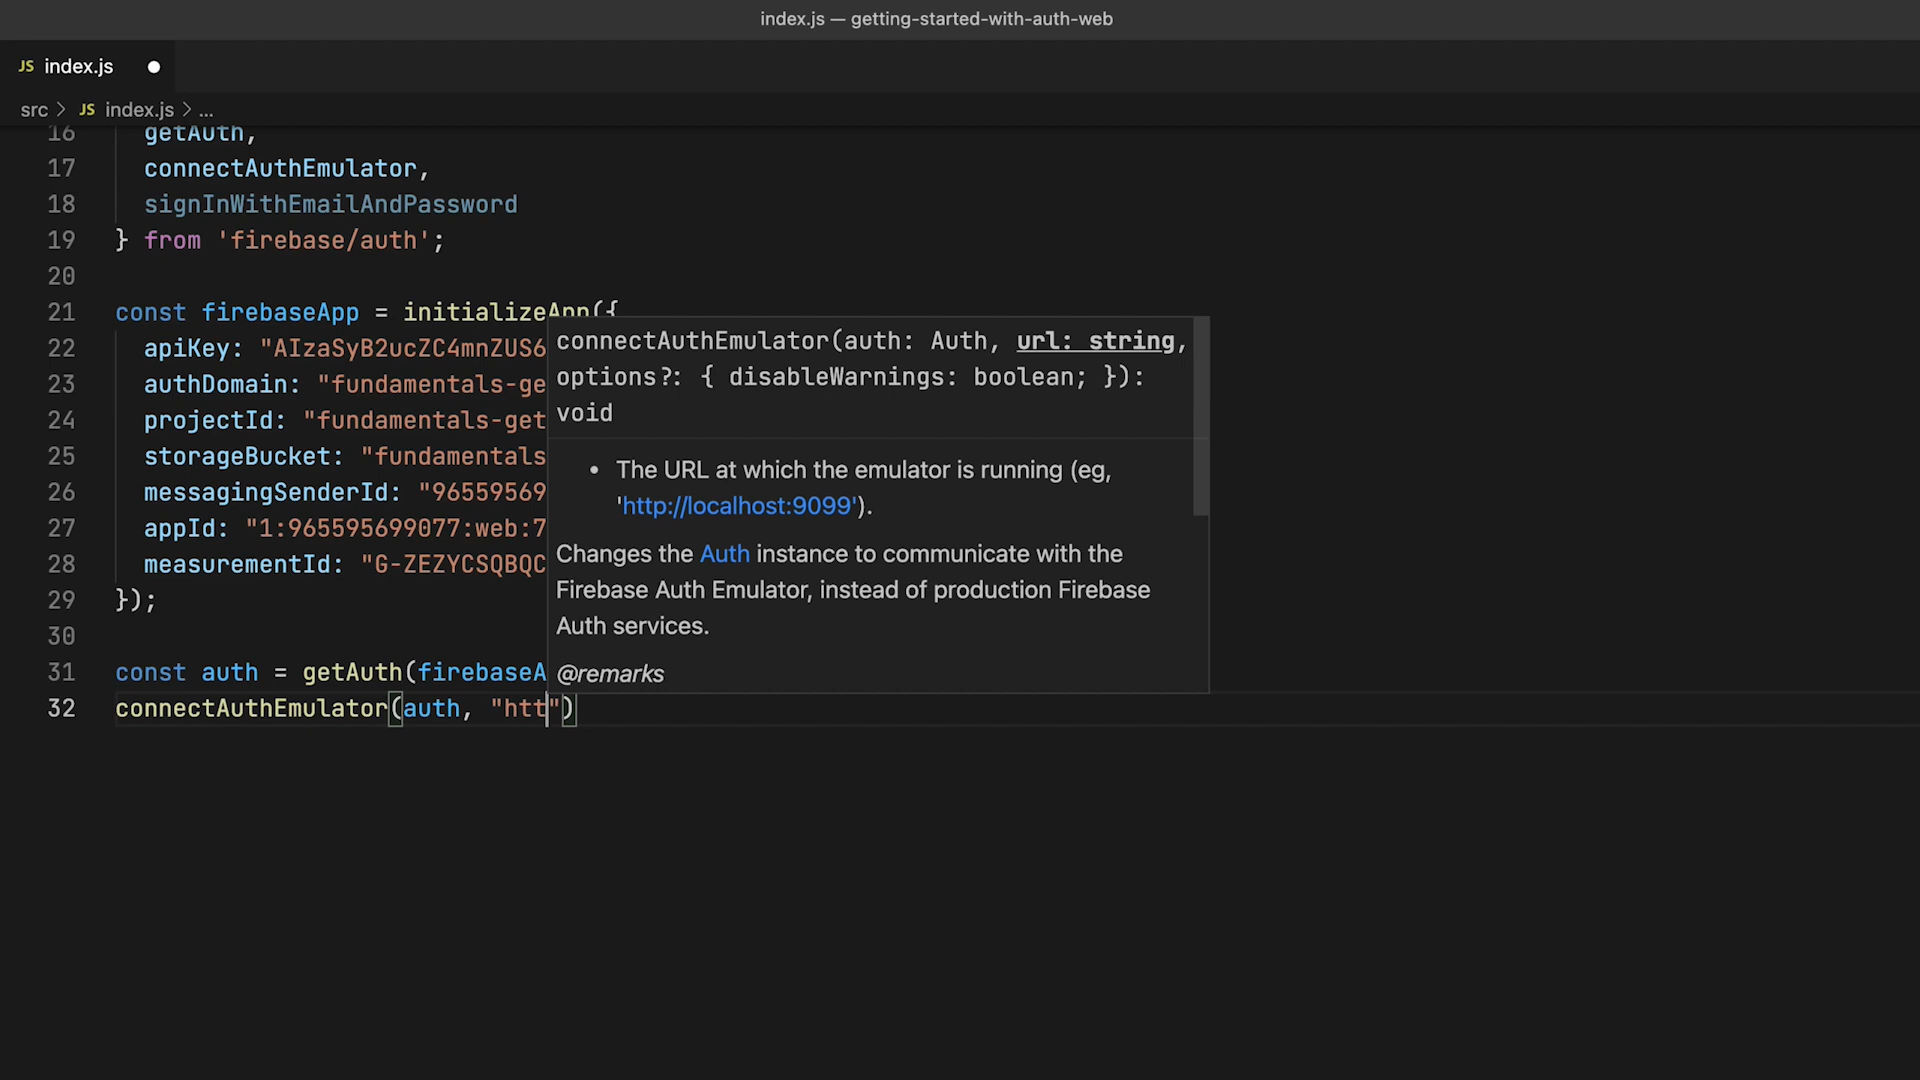 index.js — getting-started-with-auth-web
JS index.js
src > JS index.js > ...
16 getAuth,
17 connectAuthEmulator,
18 signInWithEmailAndPassword
19 } from 'firebase/auth';
20
21 const firebaseApp = initializeApp({
22 apiKey: "AIzaSyB2ucZC4mnZUS6
23 authDomain: "fundamentals-ge
24 projectId: "fundamentals-get
25 storageBucket: "fundamentals
26 messagingSenderId: "96559569
27 appId: "1:965595699077:web:7
28 measurementId: "G-ZEZYCSQBQC
29 });
30
31 const auth = getAuth(firebaseA
32 connectAuthEmulator(auth, "htt")
connectAuthEmulator(auth: Auth, url: string,
options?: { disableWarnings: boolean; }):
void
• The URL at which the emulator is running (eg,
'http://localhost:9099').
Changes the Auth instance to communicate with the
Firebase Auth Emulator, instead of production Firebase
Auth services.
@remarks